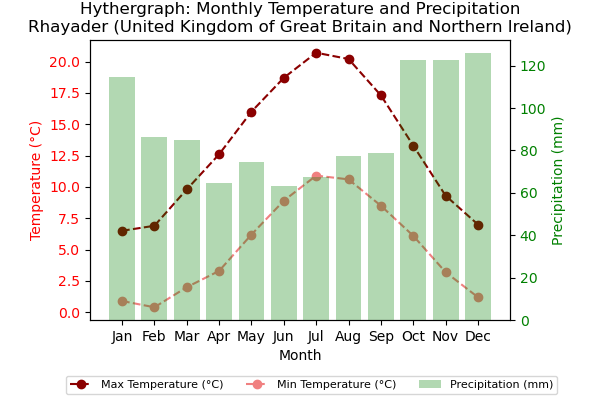 Hythergraph: Monthly Temperature and Precipitation
Rhayader (United Kingdom of Great Britain and Northern Ireland)
20.0
17.5
15.0
12.5
10.0
7.5
5.0
2.5
0.0
Temperature (°C)
120
100
80
60
40
20
0
Precipitation (mm)
Jan Feb Mar Apr May Jun Jul Aug Sep Oct Nov Dec
Month
Max Temperature (°C) Min Temperature (°C) Precipitation (mm)